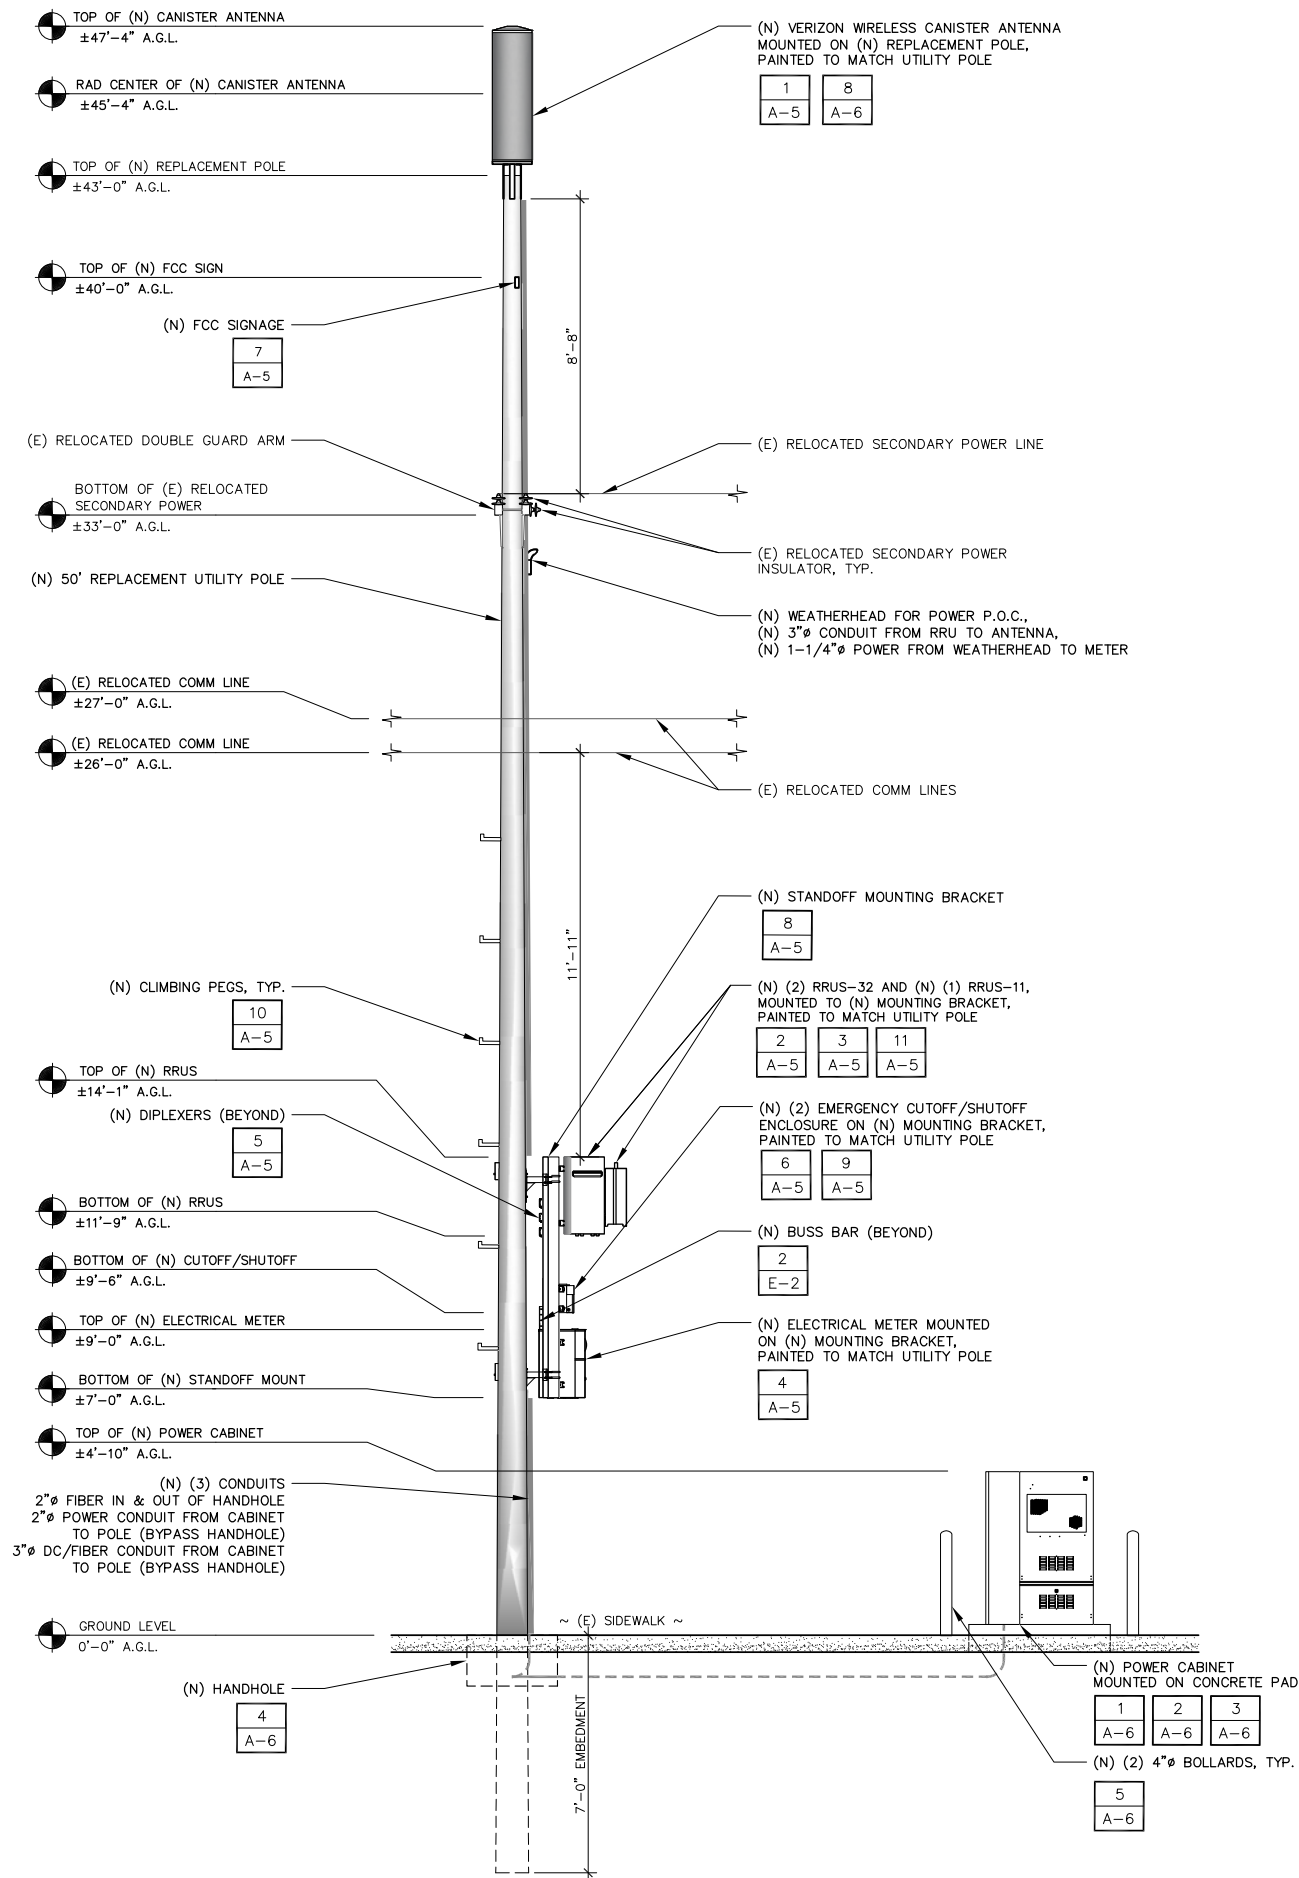 TOP OF (N) CANISTER ANTENNA
±47'-4" A.G.L.
RAD CENTER OF (N) CANISTER ANTENNA
±45'-4" A.G.L.
TOP OF (N) REPLACEMENT POLE
±43'-0" A.G.L.
TOP OF (N) FCC SIGN
±40'-0" A.G.L.
(N) FCC SIGNAGE
7
A-5
(E) RELOCATED DOUBLE GUARD ARM
BOTTOM OF (E) RELOCATED
SECONDARY POWER
±33'-0" A.G.L.
(N) 50' REPLACEMENT UTILITY POLE
(E) RELOCATED COMM LINE
±27'-0" A.G.L.
(E) RELOCATED COMM LINE
±26'-0" A.G.L.
(N) CLIMBING PEGS, TYP.
10
A-5
TOP OF (N) RRUS
±14'-1" A.G.L.
(N) DIPLEXERS (BEYOND)
5
A-5
BOTTOM OF (N) RRUS
±11'-9" A.G.L.
BOTTOM OF (N) CUTOFF/SHUTOFF
±9'-6" A.G.L.
TOP OF (N) ELECTRICAL METER
±9'-0" A.G.L.
BOTTOM OF (N) STANDOFF MOUNT
±7'-0" A.G.L.
TOP OF (N) POWER CABINET
±4'-10" A.G.L.
(N) (3) CONDUITS
2"ø FIBER IN & OUT OF HANDHOLE
2"ø POWER CONDUIT FROM CABINET
TO POLE (BYPASS HANDHOLE)
3"ø DC/FIBER CONDUIT FROM CABINET
TO POLE (BYPASS HANDHOLE)
GROUND LEVEL
0'-0" A.G.L.
(N) HANDHOLE
4
A-6
8'-8"
11'-11"
~ (E) SIDEWALK ~
7'-0" EMBEDMENT
(N) VERIZON WIRELESS CANISTER ANTENNA
MOUNTED ON (N) REPLACEMENT POLE,
PAINTED TO MATCH UTILITY POLE
1 8
A-5 A-6
(E) RELOCATED SECONDARY POWER LINE
(E) RELOCATED SECONDARY POWER
INSULATOR, TYP.
(N) WEATHERHEAD FOR POWER P.O.C.,
(N) 3"ø CONDUIT FROM RRU TO ANTENNA,
(N) 1-1/4"ø POWER FROM WEATHERHEAD TO METER
(E) RELOCATED COMM LINES
(N) STANDOFF MOUNTING BRACKET
8
A-5
(N) (2) RRUS-32 AND (N) (1) RRUS-11,
MOUNTED TO (N) MOUNTING BRACKET,
PAINTED TO MATCH UTILITY POLE
2 3 11
A-5 A-5 A-5
(N) (2) EMERGENCY CUTOFF/SHUTOFF
ENCLOSURE ON (N) MOUNTING BRACKET,
PAINTED TO MATCH UTILITY POLE
6 9
A-5 A-5
(N) BUSS BAR (BEYOND)
2
E-2
(N) ELECTRICAL METER MOUNTED
ON (N) MOUNTING BRACKET,
PAINTED TO MATCH UTILITY POLE
4
A-5
(N) POWER CABINET
MOUNTED ON CONCRETE PAD
1 2 3
A-6 A-6 A-6
(N) (2) 4"ø BOLLARDS, TYP.
5
A-6